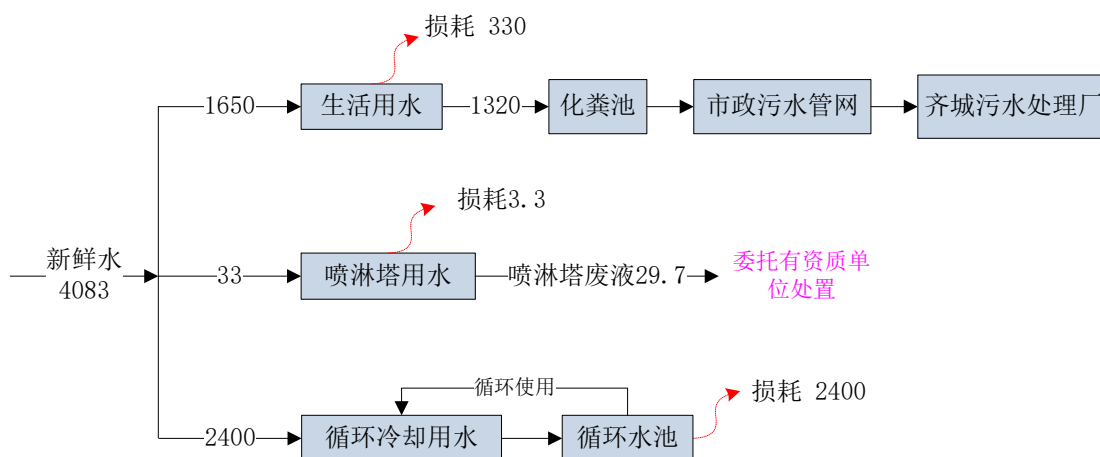 损耗 330
1650
生活用水
1320
化粪池
市政污水管网
齐城污水处理厂
损耗3.3
新鲜水
4083
33
喷淋塔用水
喷淋塔废液29.7
委托有资质单
位处置
循环使用
损耗 2400
2400
循环冷却用水
循环水池